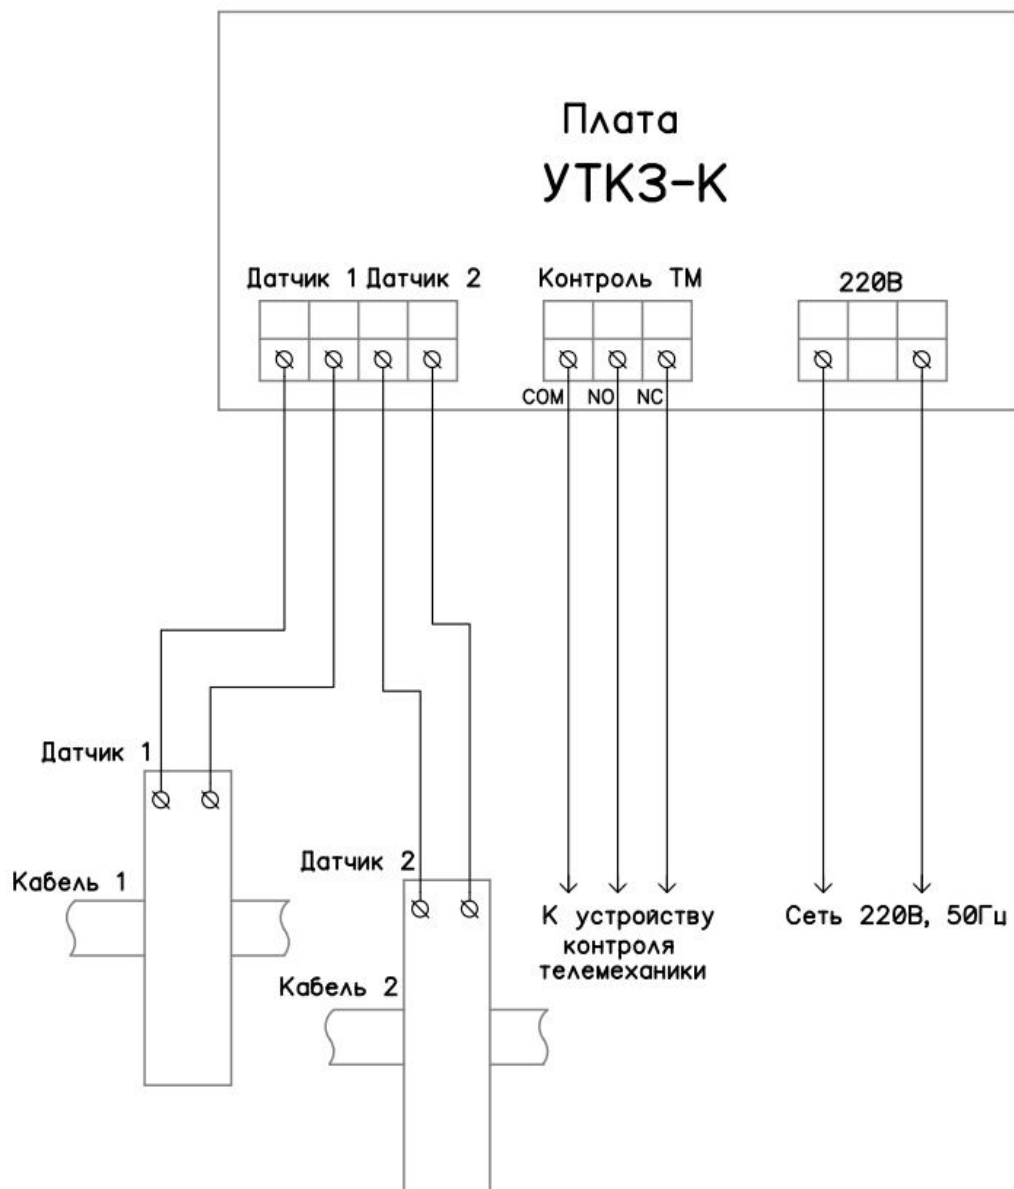 Плата
УТКЗ-К
Датчик 1 Датчик 2
Контроль ТМ
220В
COM NO NC
Датчик 1
Кабель 1
Датчик 2
Кабель 2
К устройству
контроля
телемеханики
Сеть 220В, 50Гц